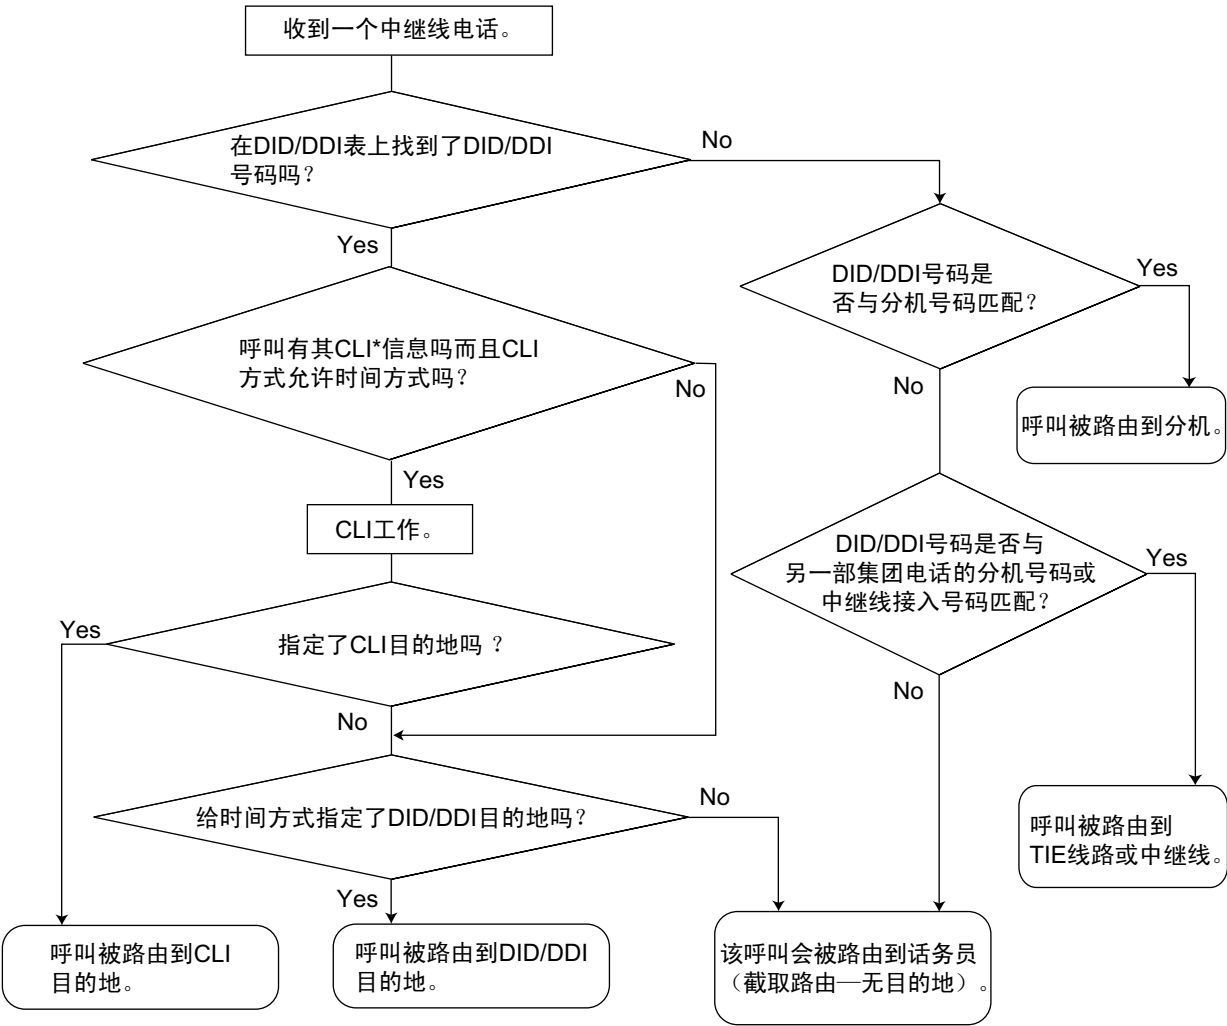 收到一个中继线电话。
在DID/DDI表上找到了DID/DDI
号码吗？
No
Yes
DID/DDI号码是
否与分机号码匹配？
Yes
No
呼叫被路由到分机。
呼叫有其CLI*信息吗而且CLI
方式允许时间方式吗？
No
Yes
CLI工作。
DID/DDI号码是否与
另一部集团电话的分机号码或
中继线接入号码匹配？
Yes
No
指定了CLI目的地吗 ？
Yes
No
给时间方式指定了DID/DDI目的地吗？
No
Yes
呼叫被路由到
TIE线路或中继线。
呼叫被路由到CLI
目的地。
呼叫被路由到DID/DDI
目的地。
该呼叫会被路由到话务员
（截取路由—无目的地）。